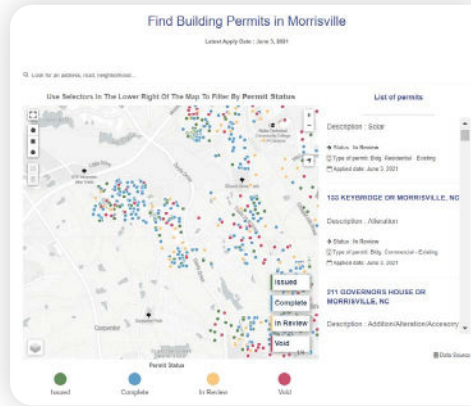 Find Building Permits in Morrisville
Latest Apply Date : June 3, 2021
Look for an address, road, neighborhood...
Use Selectors In The Lower Right Of The Map To Filter By Permit Status
List of permits
Description : Solar
Status : In Review
Type of permit: Bldg. Residential - Existing
Applied date: June 3, 2021
133 KEYBRIDGE DR MORRISVILLE, NC
Description : Alteration
Status : In Review
Type of permit: Bldg. Commercial - Existing
Applied date: June 3, 2021
211 GOVERNORS HOUSE DR
MORRISVILLE, NC
Description : Addition/Alteration/Accessory
Issued
Complete
In Review
Void
Carpenter
Data Source
Permit Status
Issued
Complete
In Review
Void